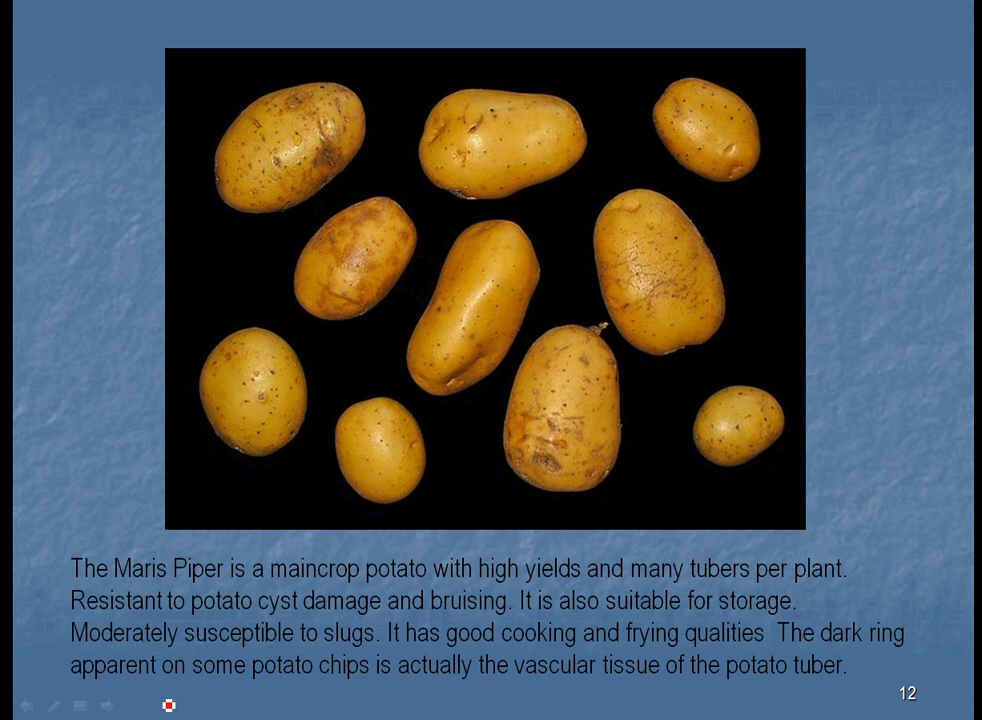 The Maris Piper is a maincrop potato with high yields and many tubers per plant.
Resistant to potato cyst damage and bruising. It is also suitable for storage.
Moderately susceptible to slugs. It has good cooking and frying qualities  The dark ring
apparent on some potato chips is actually the vascular tissue of the potato tuber.
12